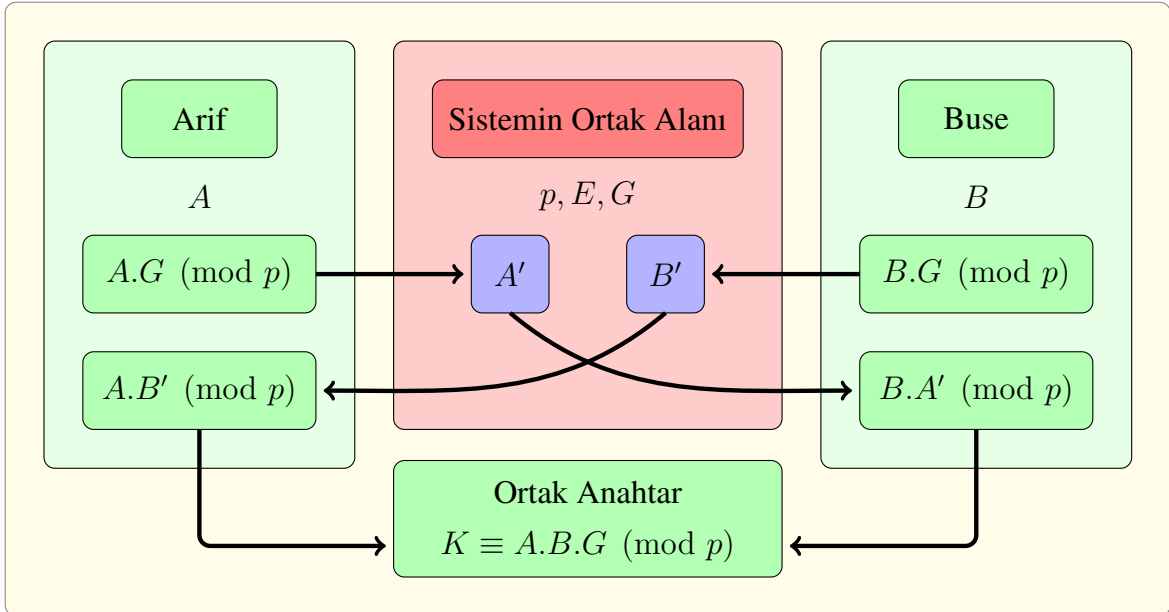 Arif
A
A.G (mod p)
A.B′ (mod p)
Sistemin Ortak Alanı
p, E, G
A′
B′
Buse
B
B.G (mod p)
B.A′ (mod p)
Ortak Anahtar
K ≡ A.B.G (mod p)